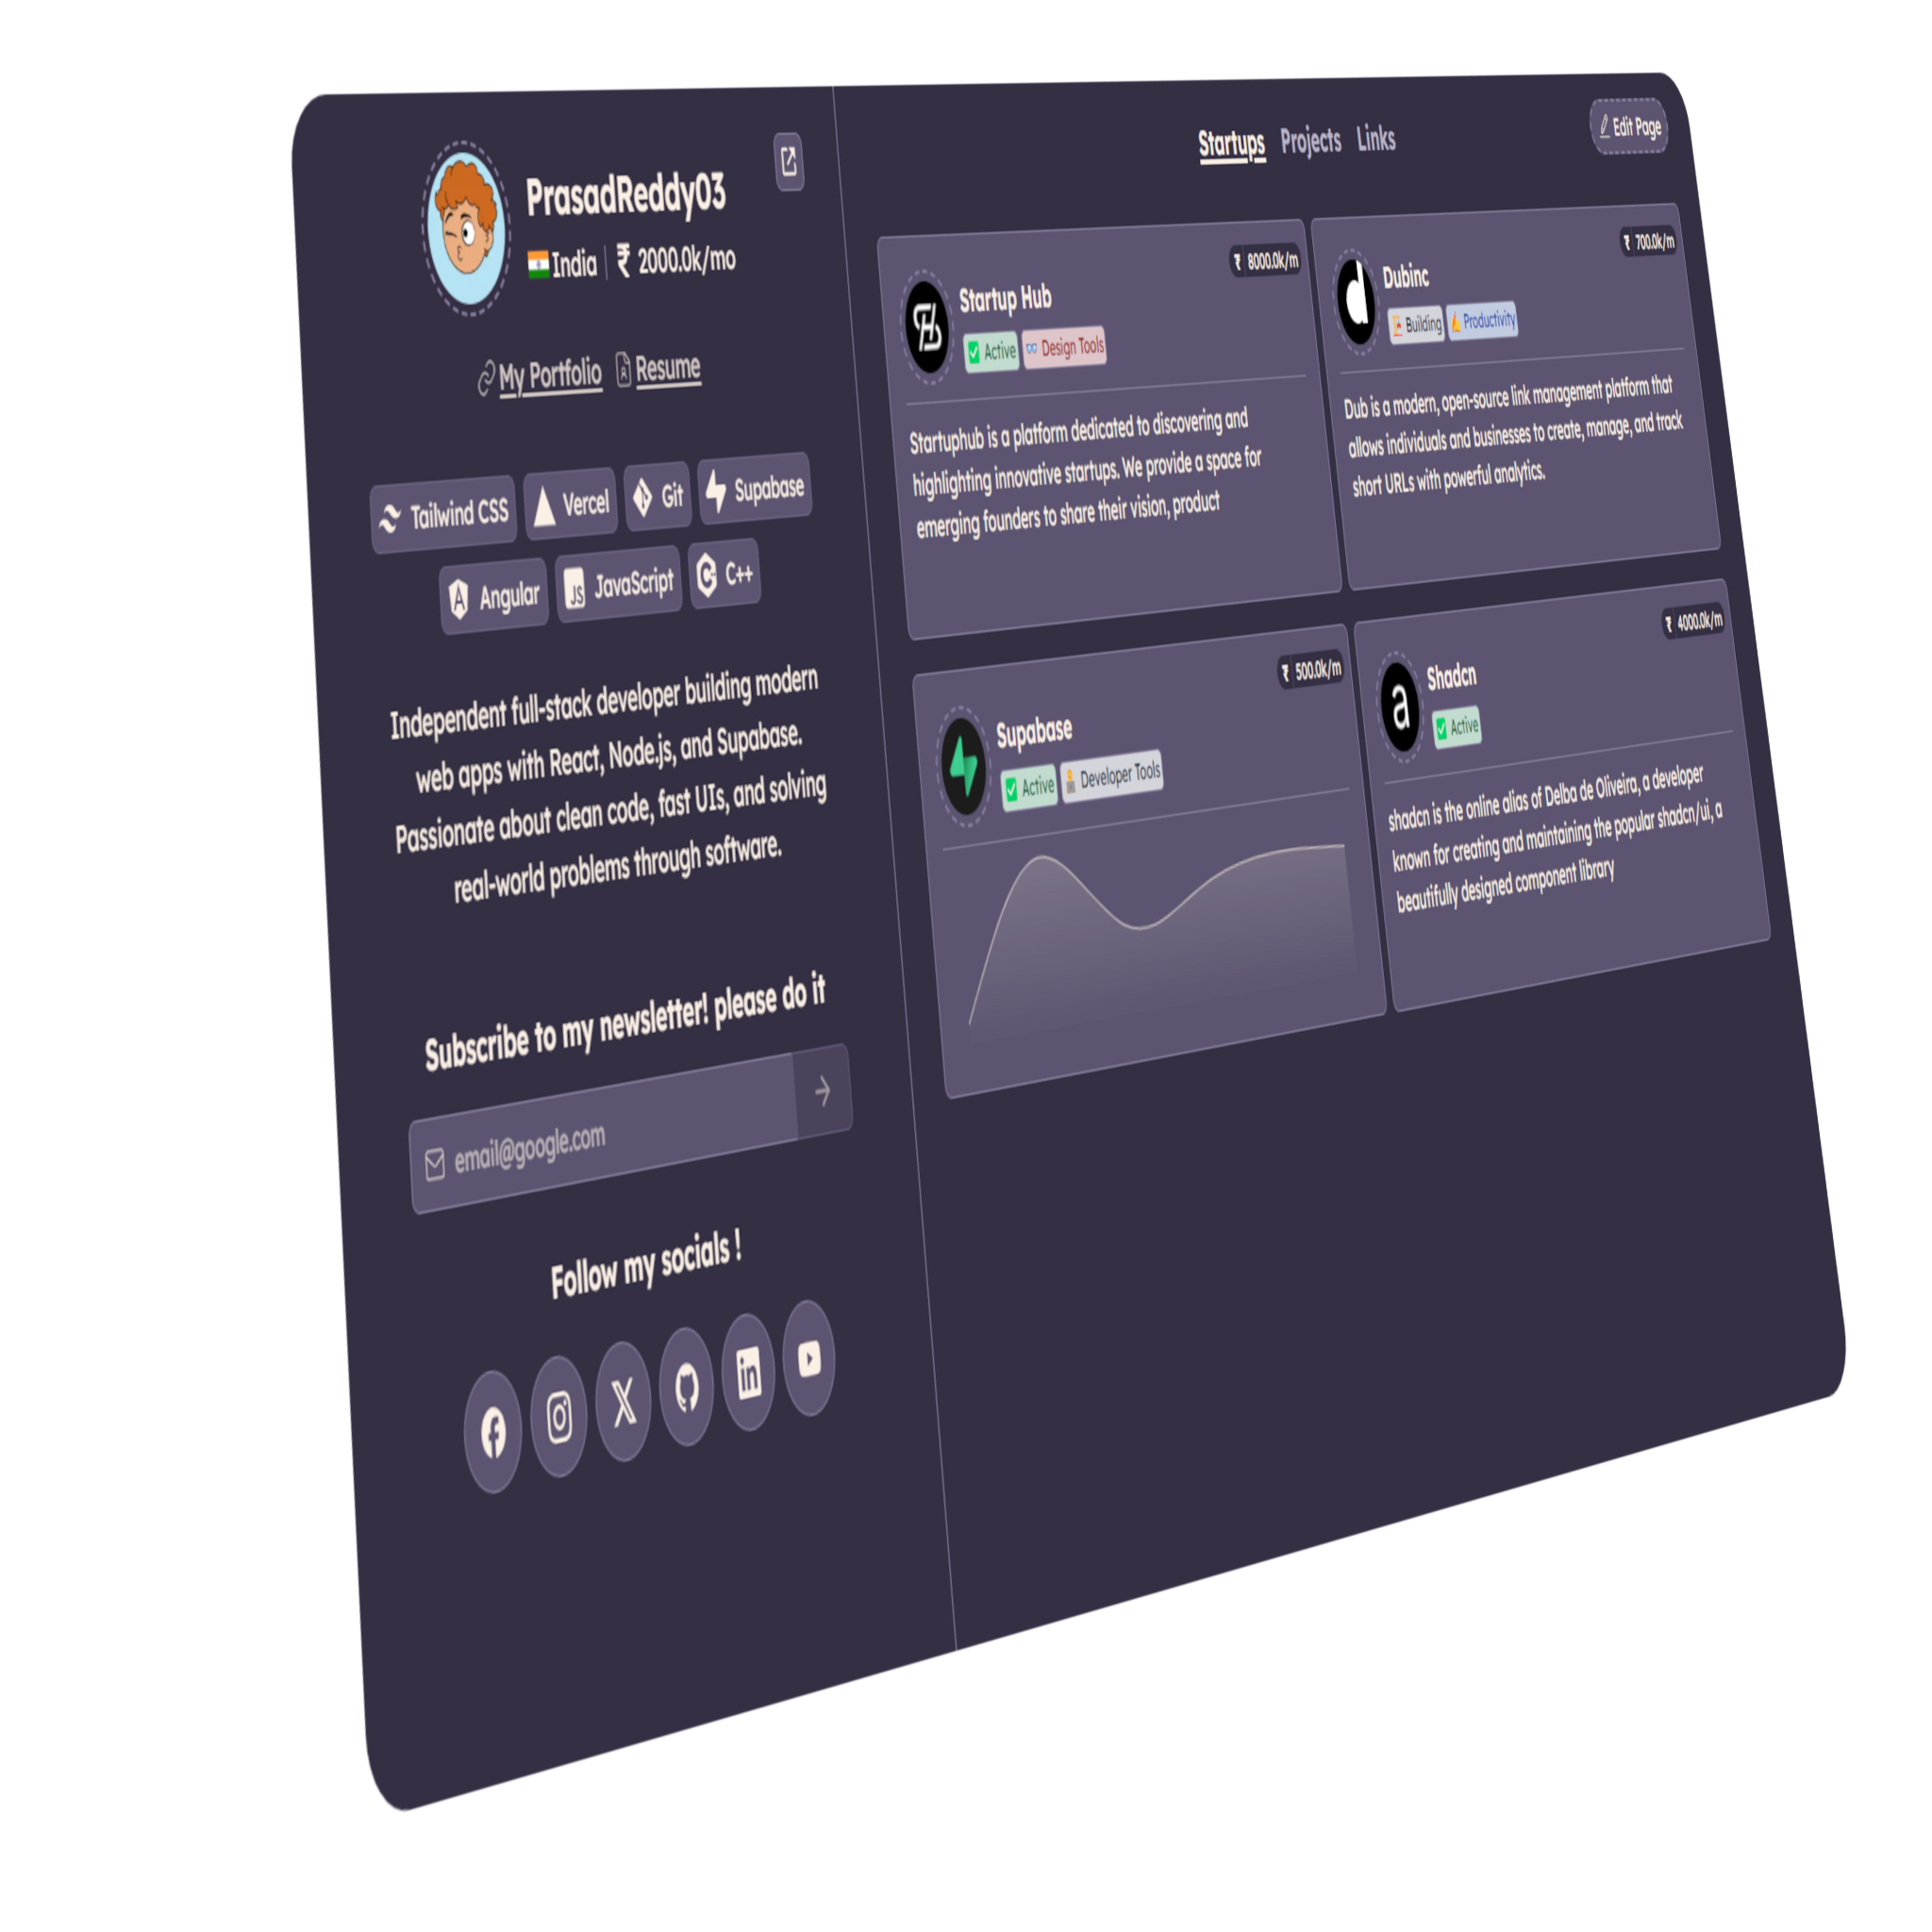 PrasadReddy03
India | ₹ 2000.0k/mo
My Portfolio Resume
Tailwind CSS Vercel Git Supabase
Angular JS JavaScript C++
Independent full-stack developer building modern
web apps with React, Node.js, and Supabase.
Passionate about clean code, fast UIs, and solving
real-world problems through software.
Subscribe to my newsletter! please do it
email@google.com
Follow my socials !
Startups Projects Links
Edit Page
₹ 8000.0k/m
Startup Hub
Active Design Tools
Startuphub is a platform dedicated to discovering and
highlighting innovative startups. We provide a space for
emerging founders to share their vision, product
₹ 700.0k/m
Dubinc
Building Productivity
Dub is a modern, open-source link management platform that
allows individuals and businesses to create, manage, and track
short URLs with powerful analytics.
₹ 500.0k/m
Supabase
Active Developer Tools
₹ 4000.0k/m
Shadcn
Active
shadcn is the online alias of Delba de Oliveira, a developer
known for creating and maintaining the popular shadcn/ui, a
beautifully designed component library